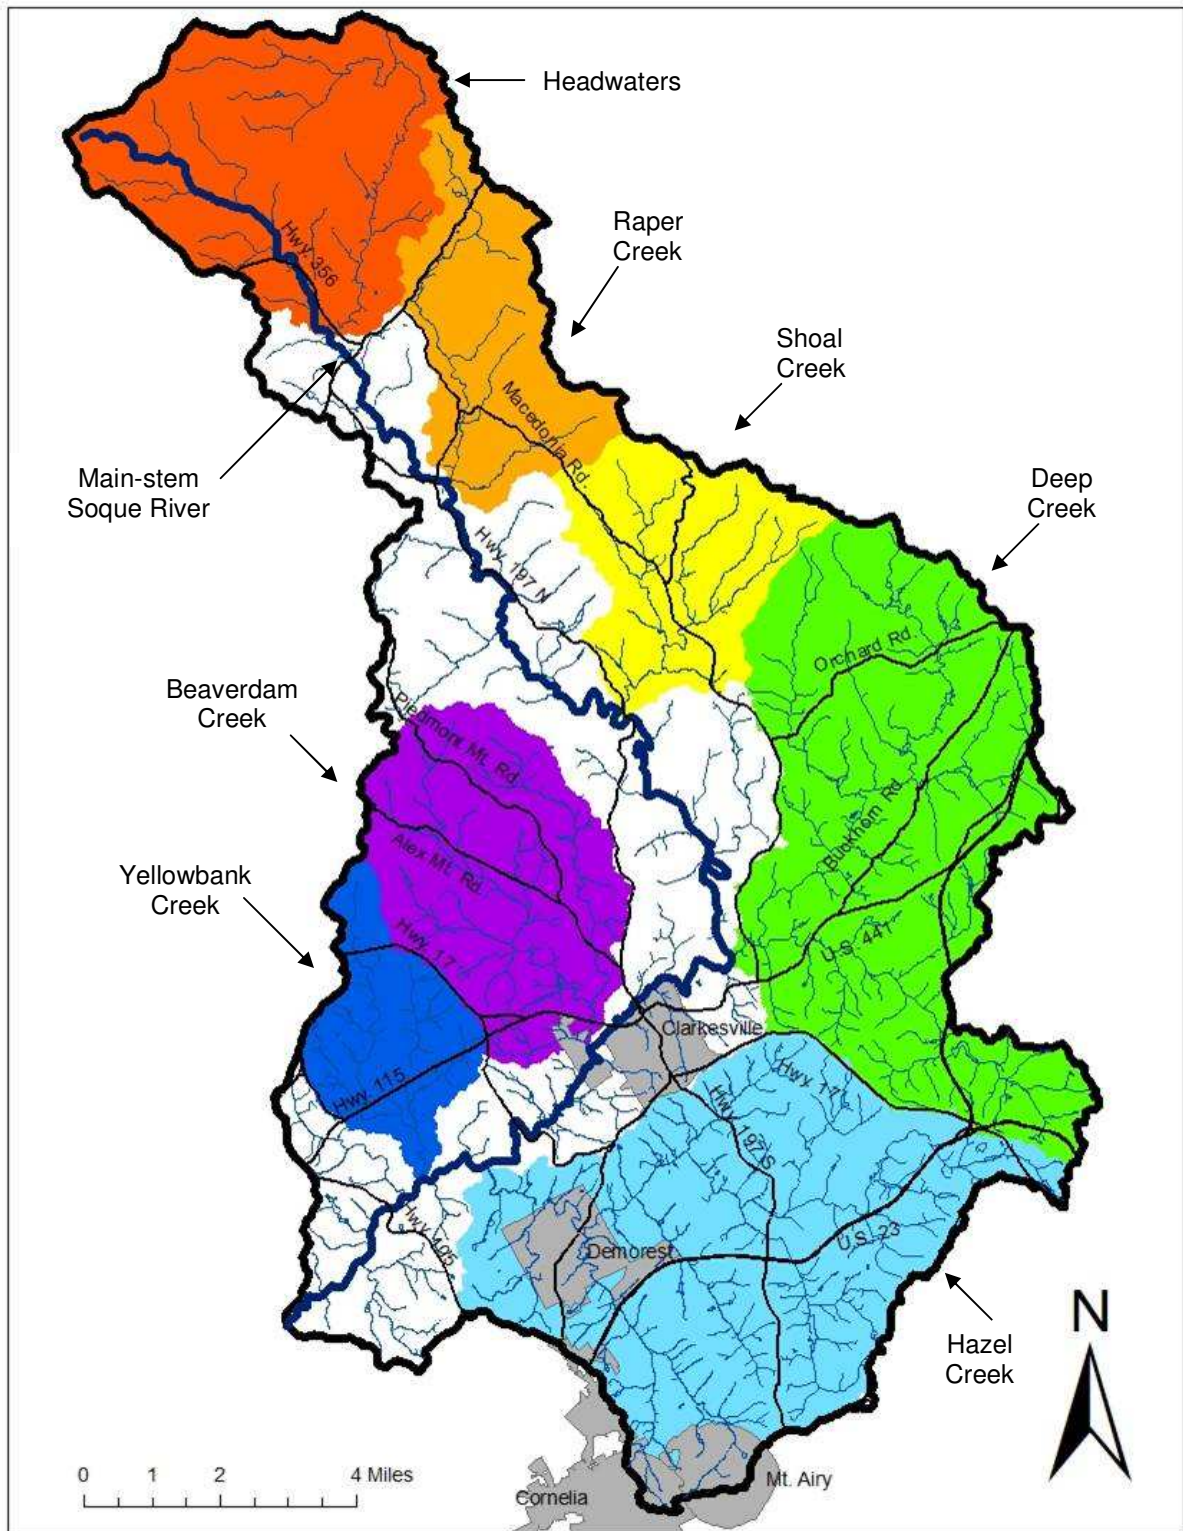 Headwaters
Raper
Creek
Hwy. 356
Shoal
Creek
Macedonia Rd.
Main-stem
Soque River
Deep
Creek
Hwy. 197 N
Orchard Rd.
Beaverdam
Creek
Piedmont Mt. Rd.
Buckhorn Rd.
Alex Mt. Rd.
Yellowbank
Creek
Hwy. 17
U.S. 441
Clarkesville
Hwy. 115
Hwy. 17
Hwy. 197 S
Hwy. 105
Demorest
U.S. 23
N
Hazel
Creek
0 1 2 4 Miles
Mt. Airy
Cornelia